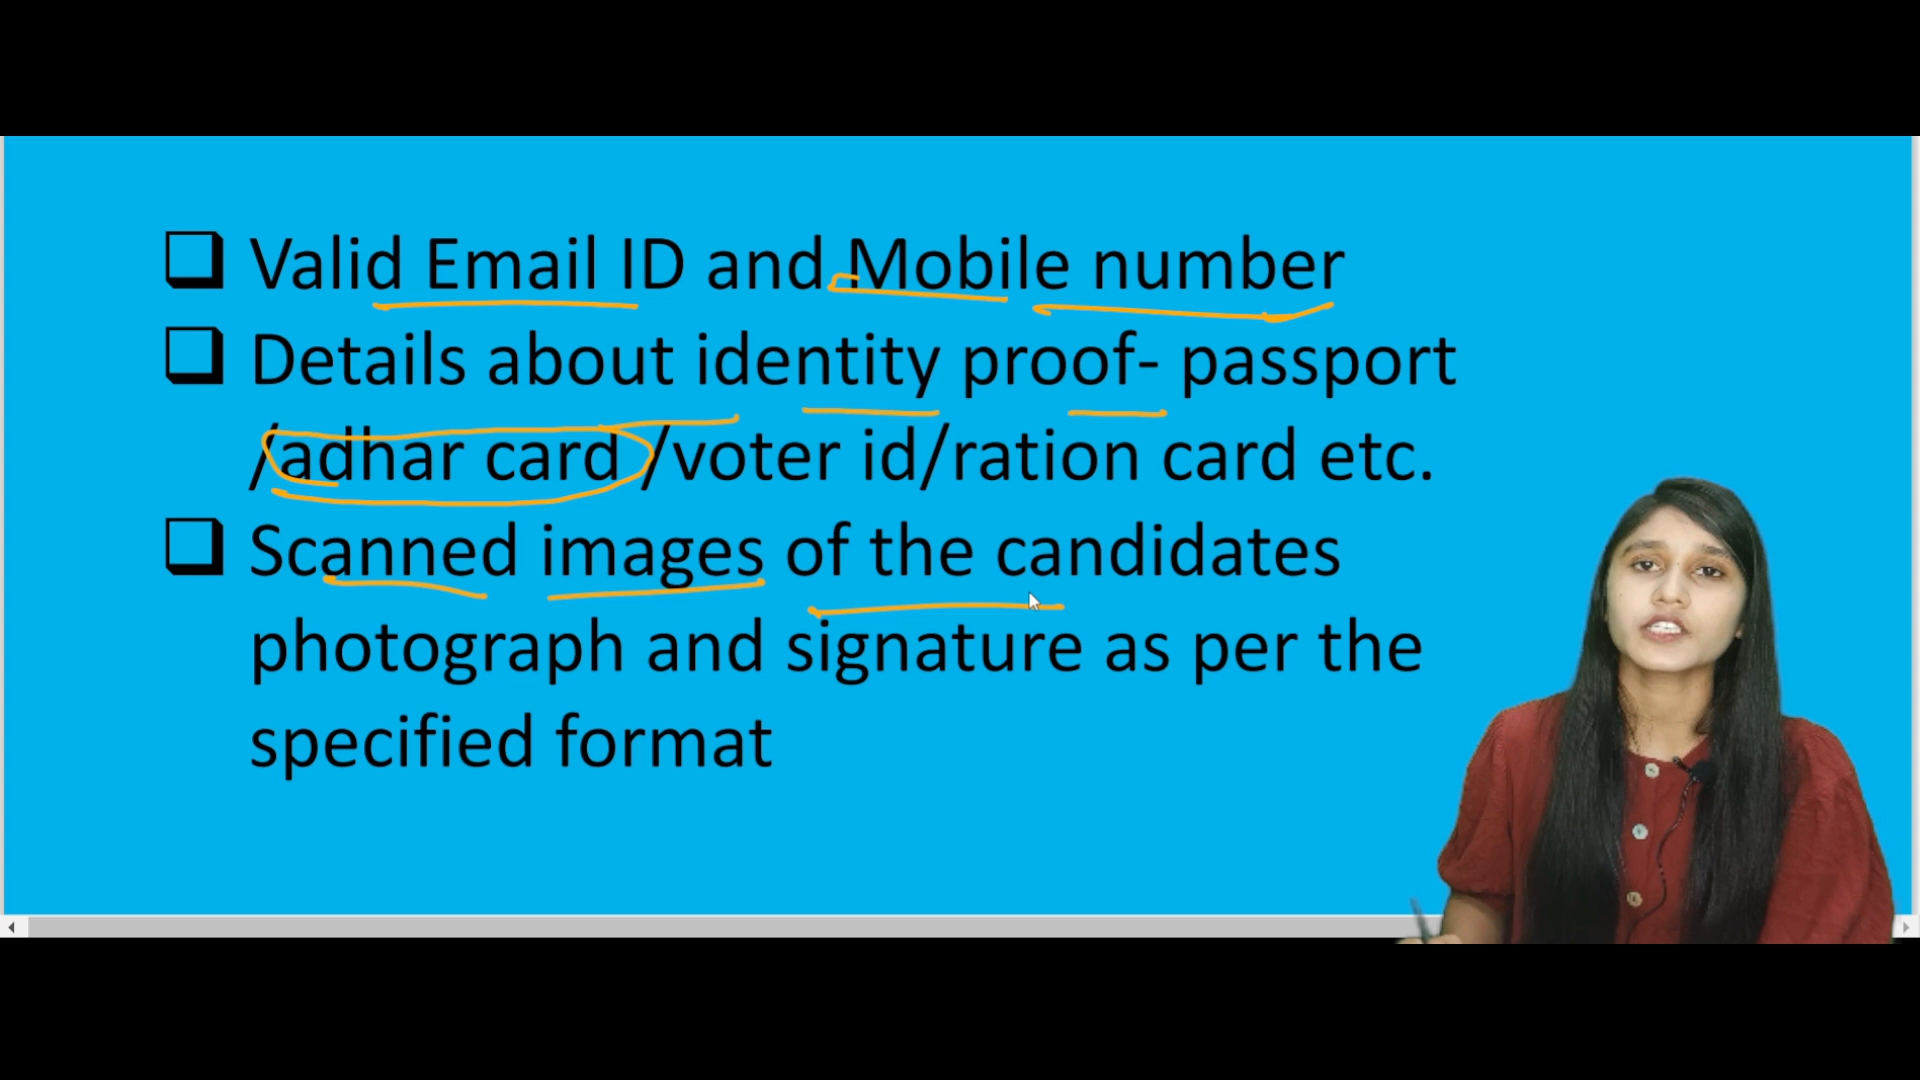 ❑ Valid Email ID and Mobile number
❑ Details about identity proof- passport
/adhar card /voter id/ration card etc.
❑ Scanned images of the candidates
photograph and signature as per the
specified format